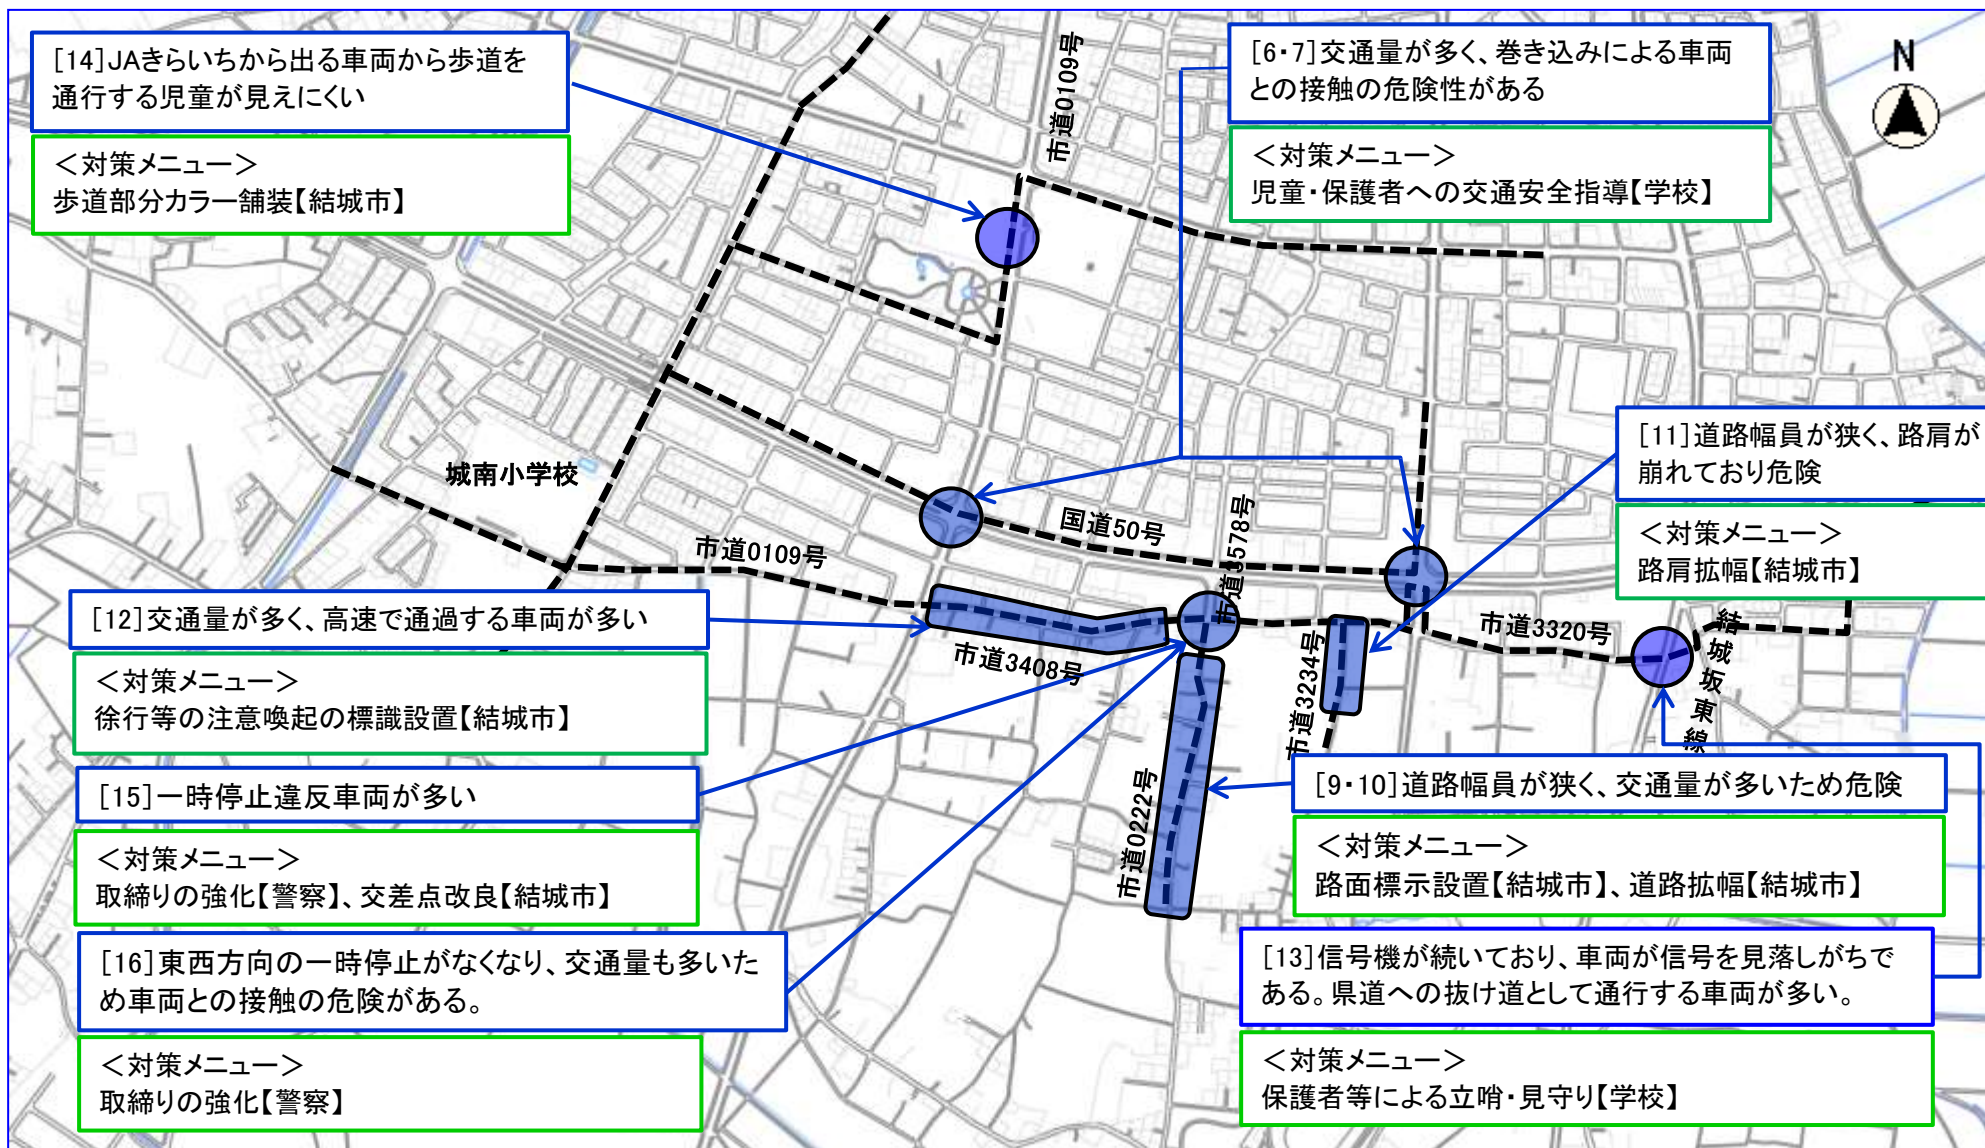 [14]JAきらいちから出る車両から歩道を
通行する児童が見えにくい
＜対策メニュー＞
歩道部分カラー舗装【結城市】
市道0109号
[6・7]交通量が多く、巻き込みによる車両
との接触の危険性がある
＜対策メニュー＞
児童・保護者への交通安全指導【学校】
N
[11]道路幅員が狭く、路肩が
崩れており危険
＜対策メニュー＞
路肩拡幅【結城市】
城南小学校
国道50号
市道3578号
市道0109号
[12]交通量が多く、高速で通過する車両が多い
＜対策メニュー＞
徐行等の注意喚起の標識設置【結城市】
市道3408号
市道3234号
市道3320号
結城坂東線
[15]一時停止違反車両が多い
＜対策メニュー＞
取締りの強化【警察】、交差点改良【結城市】
市道0222号
[9・10]道路幅員が狭く、交通量が多いため危険
＜対策メニュー＞
路面標示設置【結城市】、道路拡幅【結城市】
[16]東西方向の一時停止がなくなり、交通量も多いた
め車両との接触の危険がある。
＜対策メニュー＞
取締りの強化【警察】
[13]信号機が続いており、車両が信号を見落しがちで
ある。県道への抜け道として通行する車両が多い。
＜対策メニュー＞
保護者等による立哨・見守り【学校】